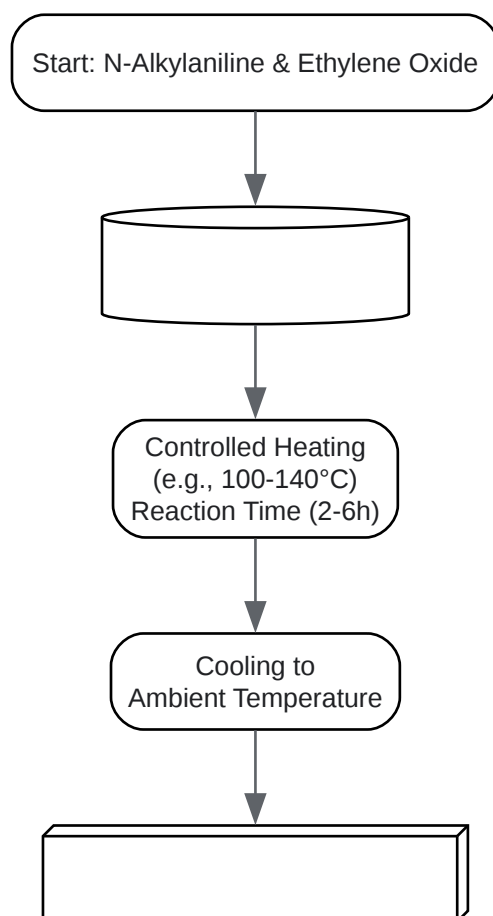 Start: N-Alkylaniline & Ethylene Oxide
Controlled Heating
(e.g., 100-140°C)
Reaction Time (2-6h)
Cooling to
Ambient Temperature